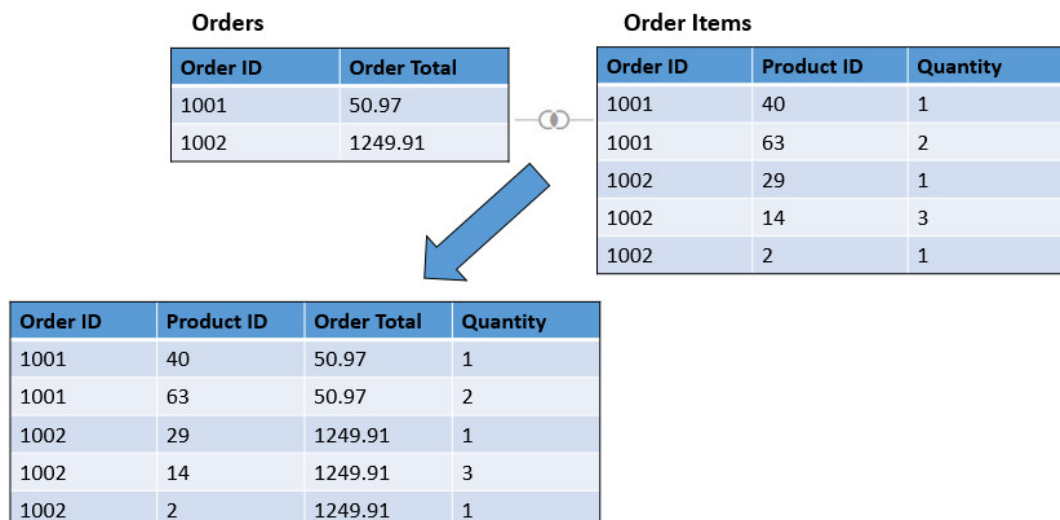 Orders
Order ID Order Total
1001 50.97
1002 1249.91
Order Items
Order ID Product ID Quantity
1001 40 1
1001 63 2
1002 29 1
1002 14 3
1002 2 1
Order ID Product ID Order Total Quantity
1001 40 50.97 1
1001 63 50.97 2
1002 29 1249.91 1
1002 14 1249.91 3
1002 2 1249.91 1